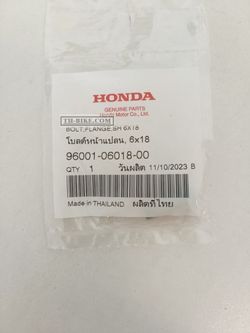 HONDA
GENUINE PARTS
Honda Motor Co., Ltd.
TH-BIKE.COM
BOLT,FLANGE,SH 6X18
โบลต์หน้าแปลน, 6x18
96001-06018-00
QTY 1 วันผลิต 11/10/2023 B
Made in THAILAND ผลิตที่ไทย